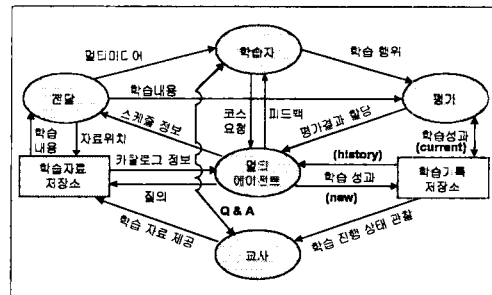 멀티미디어
학습자
학습 행위
전달
학습내용
평가
스케줄 정보
코스
요청
피드백
평가결과 할당
학습
내용
자료위치
학습성과
(current)
학습자료
저장소
카탈로그 정보
멀티
에이전트
(history)
학습기록
저장소
질의
학습 성과
(new)
Q & A
학습 자료 제공
교사
학습 진행 상태 관찰